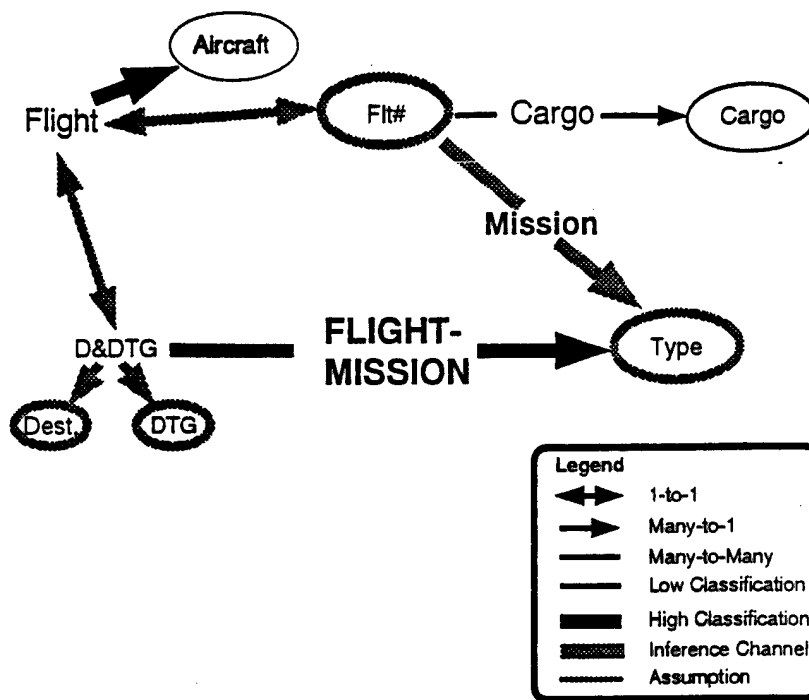 Aircraft
Flight
Flt#
Cargo
Cargo
Mission
D&DTG
FLIGHT-
MISSION
Type
Dest.
DTG
Legend
1-to-1
Many-to-1
Many-to-Many
Low Classification
High Classification
Inference Channel
Assumption